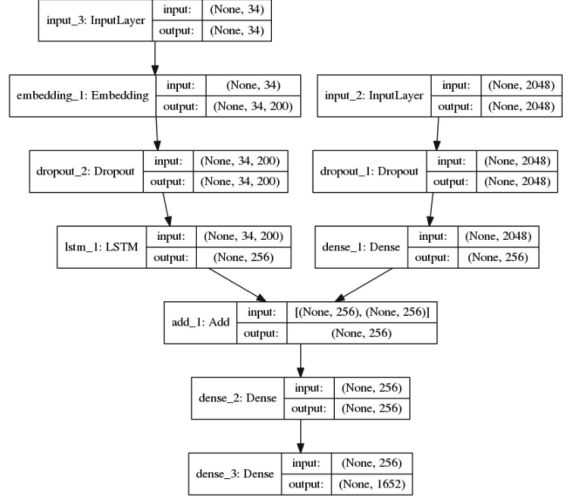 input_3: InputLayer input: (None, 34)
output: (None, 34)
embedding_1: Embedding input: (None, 34)
output: (None, 34, 200)
input_2: InputLayer input: (None, 2048)
output: (None, 2048)
dropout_2: Dropout input: (None, 34, 200)
output: (None, 34, 200)
dropout_1: Dropout input: (None, 2048)
output: (None, 2048)
lstm_1: LSTM input: (None, 34, 200)
output: (None, 256)
dense_1: Dense input: (None, 2048)
output: (None, 256)
add_1: Add input: [(None, 256), (None, 256)]
output: (None, 256)
dense_2: Dense input: (None, 256)
output: (None, 256)
dense_3: Dense input: (None, 256)
output: (None, 1652)